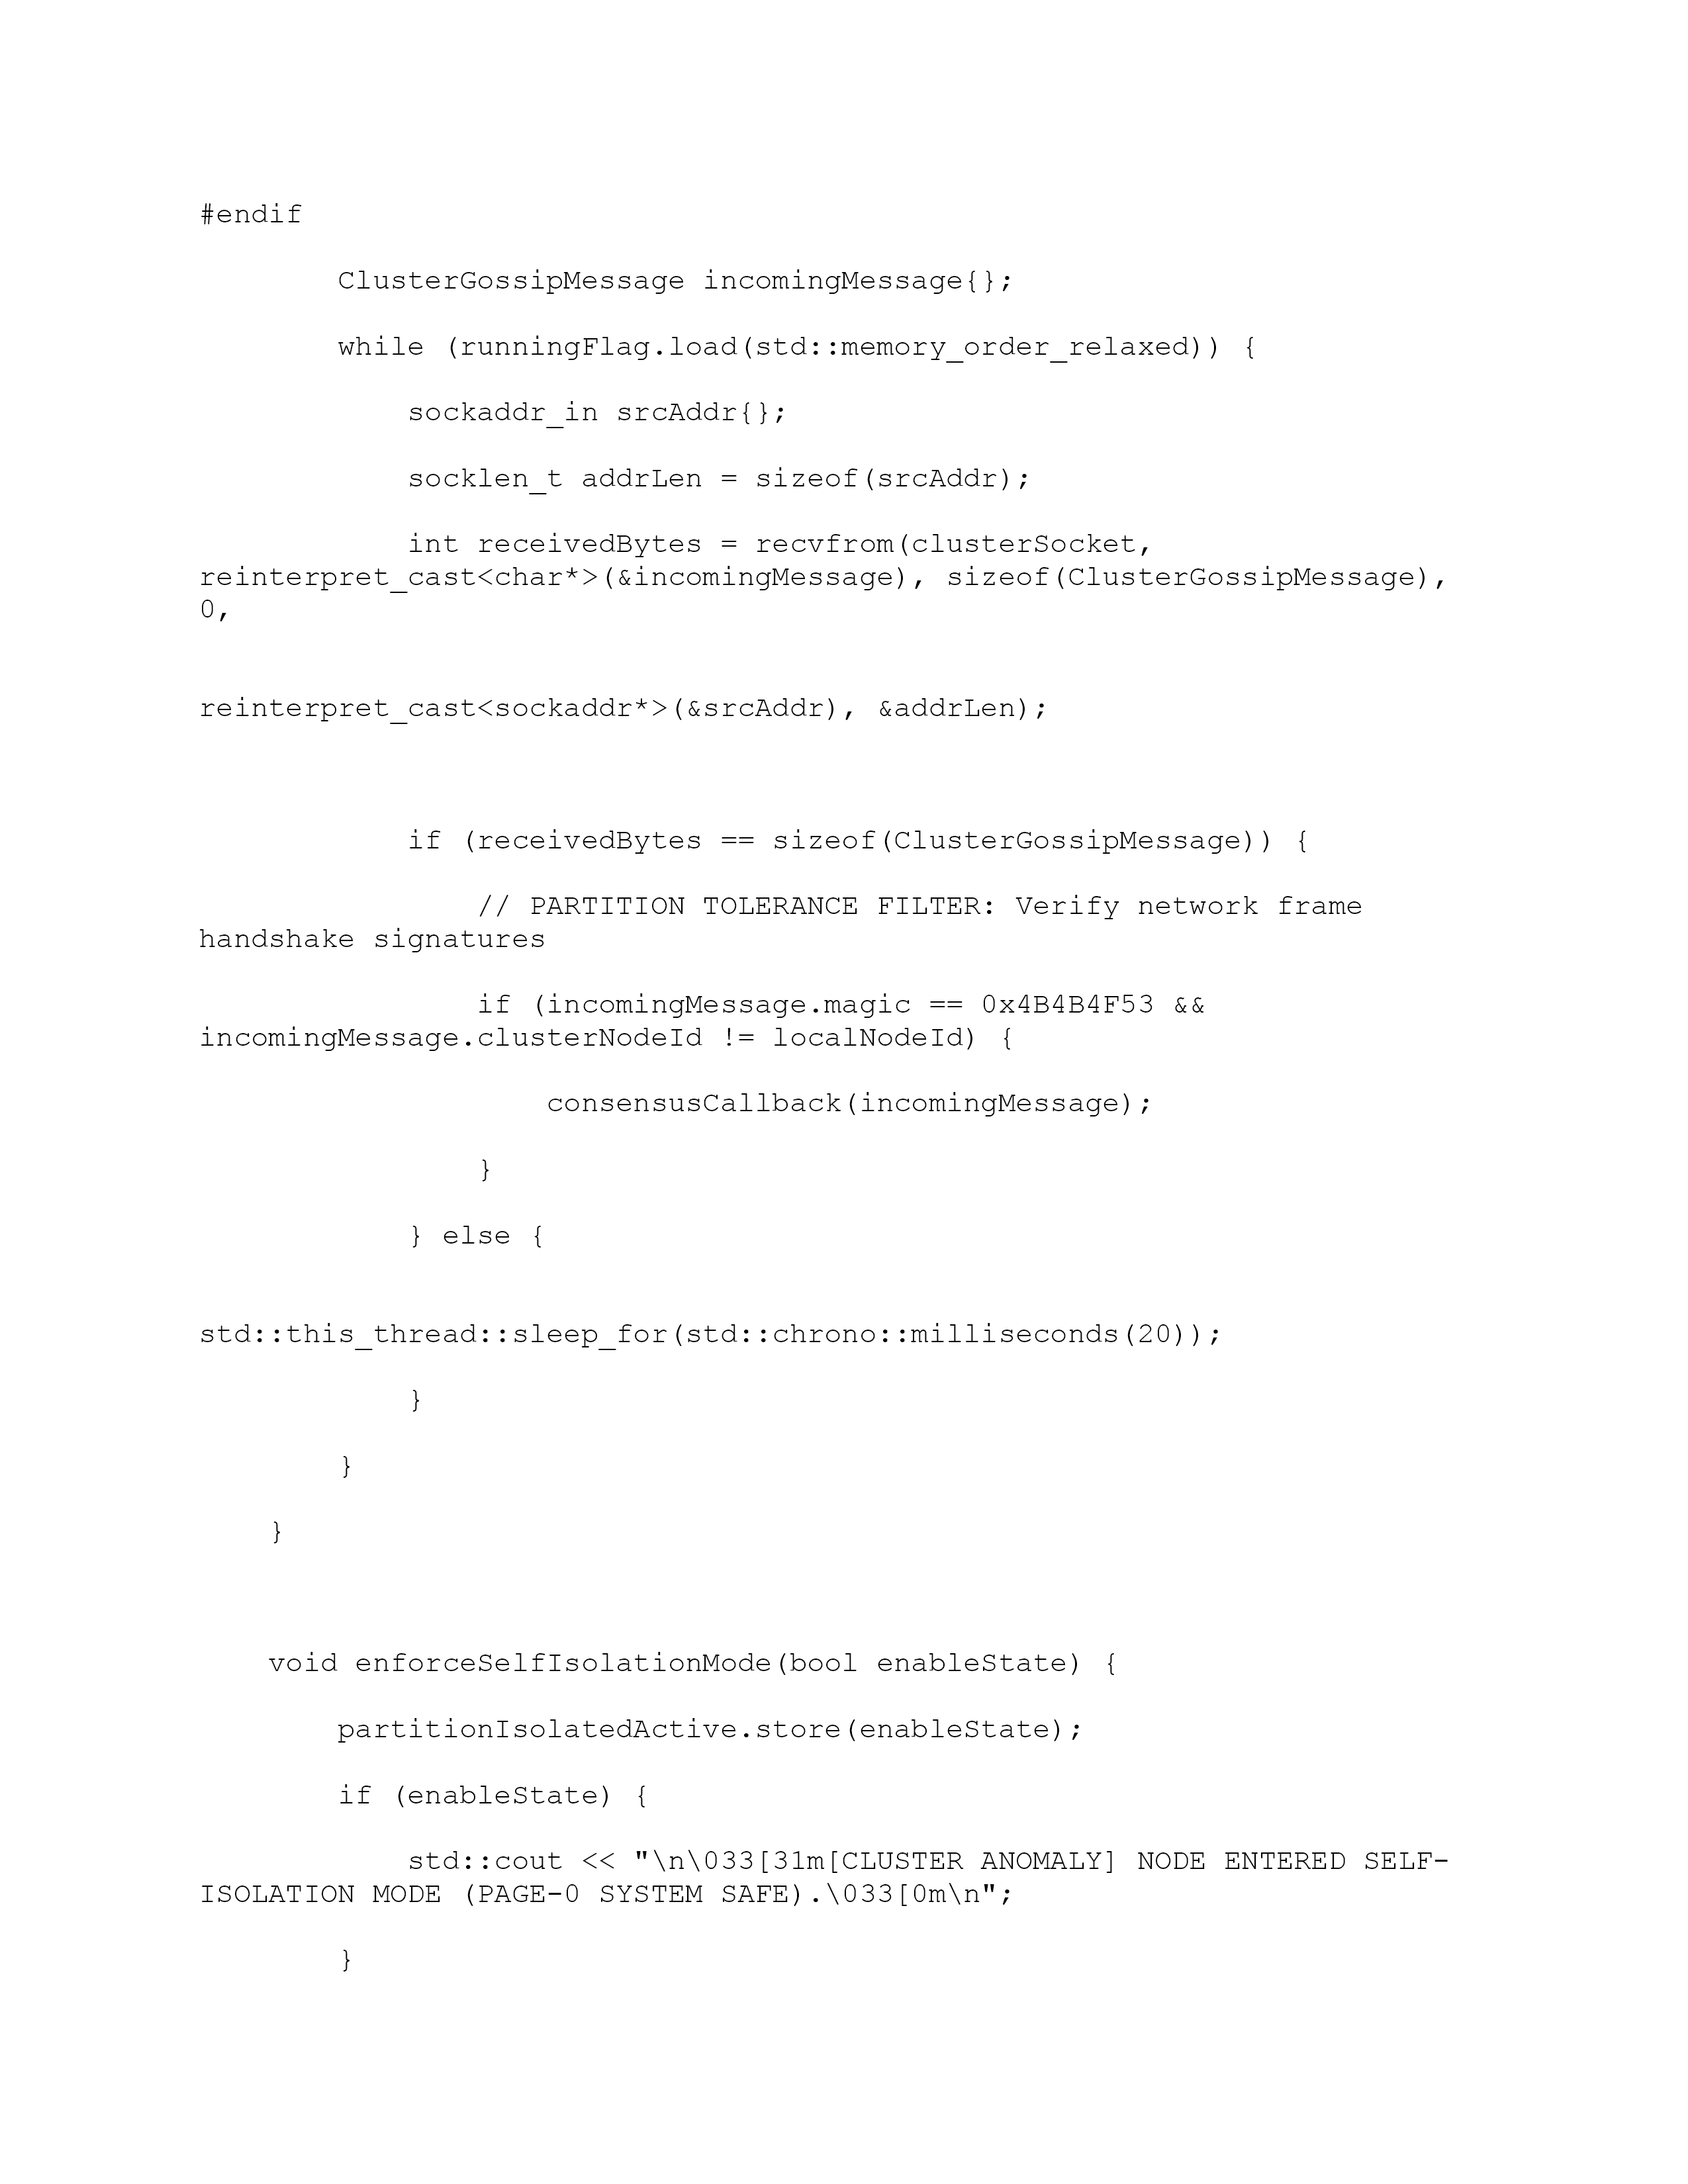 #endif
        ClusterGossipMessage incomingMessage{};
        while (runningFlag.load(std::memory_order_relaxed)) {
            sockaddr_in srcAddr{};
            socklen_t addrLen = sizeof(srcAddr);
            int receivedBytes = recvfrom(clusterSocket,
reinterpret_cast<char*>(&incomingMessage), sizeof(ClusterGossipMessage),
0,
reinterpret_cast<sockaddr*>(&srcAddr), &addrLen);
            if (receivedBytes == sizeof(ClusterGossipMessage)) {
                // PARTITION TOLERANCE FILTER: Verify network frame
handshake signatures
                if (incomingMessage.magic == 0x4B4B4F53 &&
incomingMessage.clusterNodeId != localNodeId) {
                    consensusCallback(incomingMessage);
                }
            } else {
std::this_thread::sleep_for(std::chrono::milliseconds(20));
            }
        }
    }
    void enforceSelfIsolationMode(bool enableState) {
        partitionIsolatedActive.store(enableState);
        if (enableState) {
            std::cout << "\n\033[31m[CLUSTER ANOMALY] NODE ENTERED SELF-
ISOLATION MODE (PAGE-0 SYSTEM SAFE).\033[0m\n";
        }